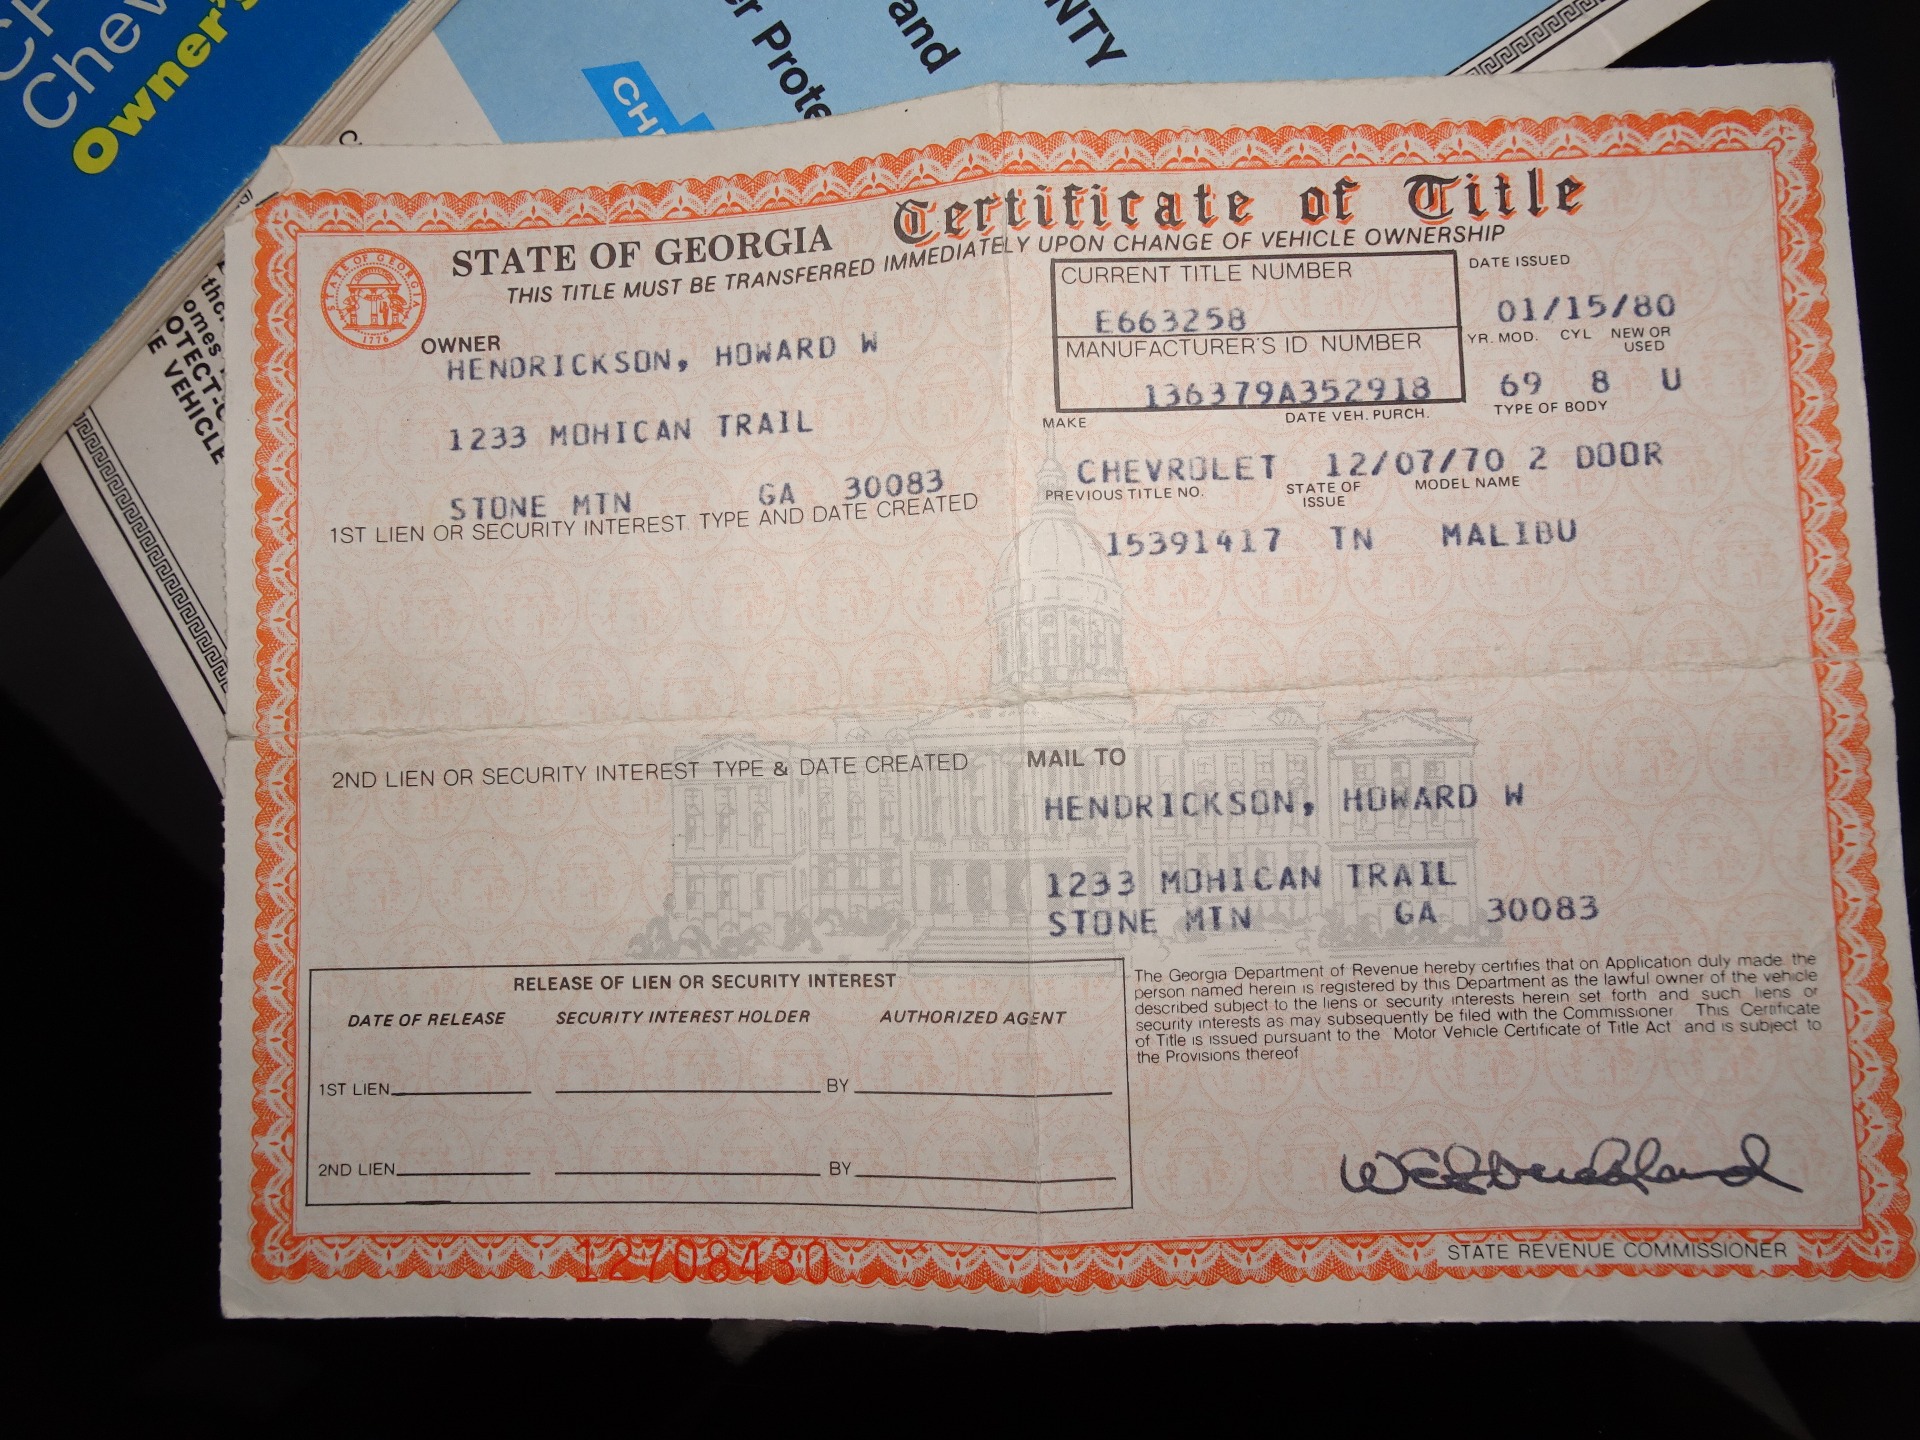 Chev
Owner's
er Prote
and
NTY
CH
the
omes
OTECT-
E VEHICLE
STATE OF GEORGIA Certificate of Title
THIS TITLE MUST BE TRANSFERRED IMMEDIATELY UPON CHANGE OF VEHICLE OWNERSHIP
STATE OF GEORGIA
1776
CURRENT TITLE NUMBER DATE ISSUED
E663258 01/15/80
OWNER
HENDRICKSON, HOWARD W
MANUFACTURER'S ID NUMBER YR. MOD. CYL NEW OR USED
136379A352918 69 8 U
1233 MOHICAN TRAIL
MAKE DATE VEH. PURCH. TYPE OF BODY
CHEVROLET 12/07/70 2 DOOR
STONE MTN GA 30083
PREVIOUS TITLE NO. STATE OF ISSUE MODEL NAME
15391417 TN MALIBU
1ST LIEN OR SECURITY INTEREST TYPE AND DATE CREATED
2ND LIEN OR SECURITY INTEREST TYPE & DATE CREATED
MAIL TO
HENDRICKSON, HOWARD W
1233 MOHICAN TRAIL
STONE MTN GA 30083
RELEASE OF LIEN OR SECURITY INTEREST
DATE OF RELEASE SECURITY INTEREST HOLDER AUTHORIZED AGENT
1ST LIEN BY
2ND LIEN BY
The Georgia Department of Revenue hereby certifies that on Application duly made the
person named herein is registered by this Department as the lawful owner of the vehicle
described subject to the liens or security interests herein set forth and such liens or
security interests as may subsequently be filed with the Commissioner. This Certificate
of Title is issued pursuant to the "Motor Vehicle Certificate of Title Act" and is subject to
the Provisions thereof
STATE REVENUE COMMISSIONER
12708430